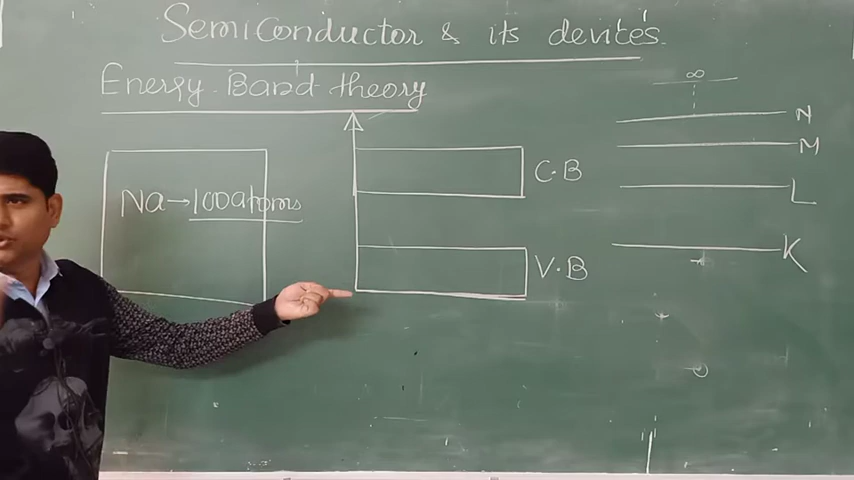 Semiconductor & its devices.
Energy Band theory
∞
N
M
Na→100atoms
C.B
L
V.B
K